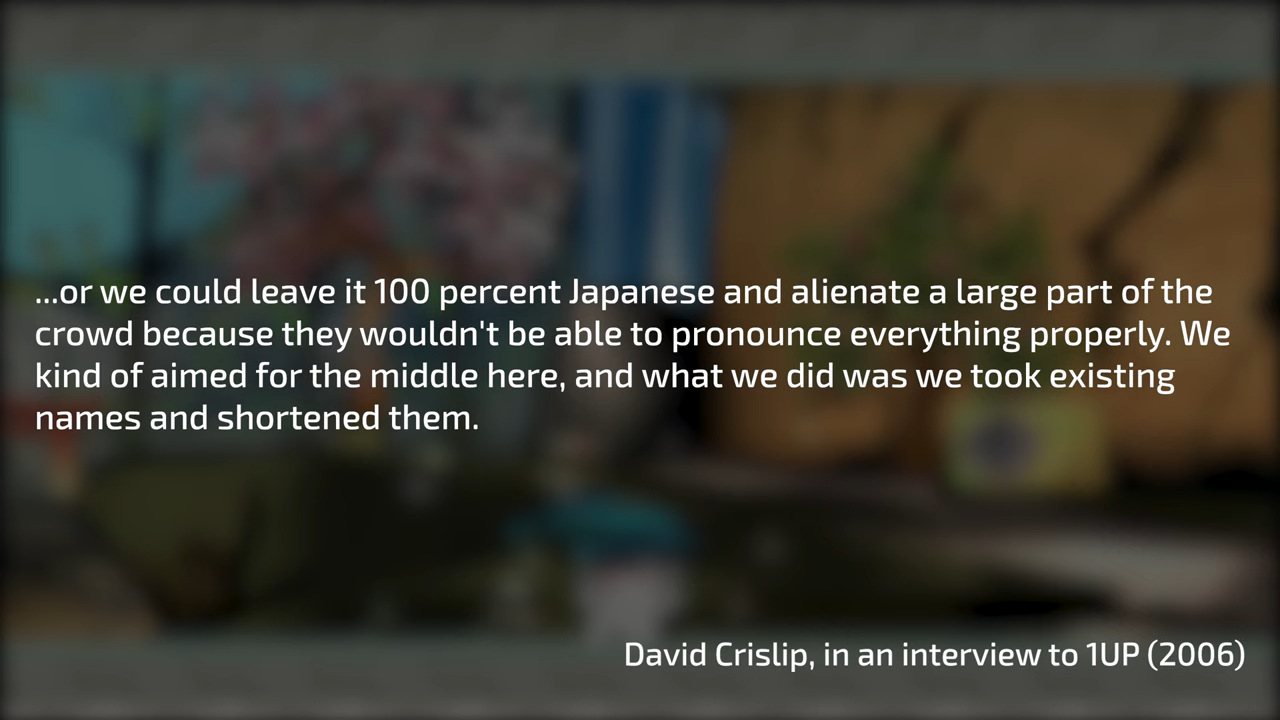 ...or we could leave it 100 percent Japanese and alienate a large part of the
crowd because they wouldn't be able to pronounce everything properly. We
kind of aimed for the middle here, and what we did was we took existing
names and shortened them.
David Crislip, in an interview to 1UP (2006)